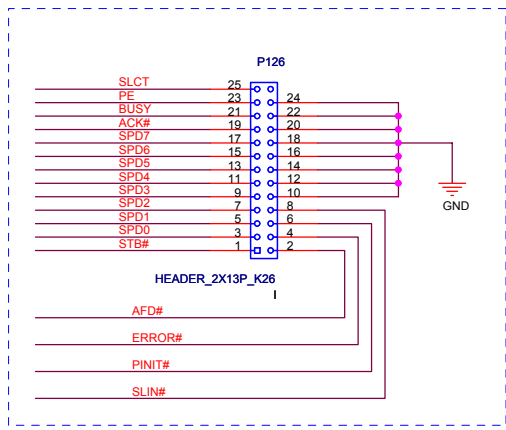 P126
SLCT 25
PE 23 24
BUSY 21 22
ACK# 19 20
SPD7 17 18
SPD6 15 16
SPD5 13 14
SPD4 11 12
SPD3 9 10
SPD2 7 8
SPD1 5 6
SPD0 3 4
STB# 1 2
GND
HEADER_2X13P_K26
I
AFD#
ERROR#
PINIT#
SLIN#